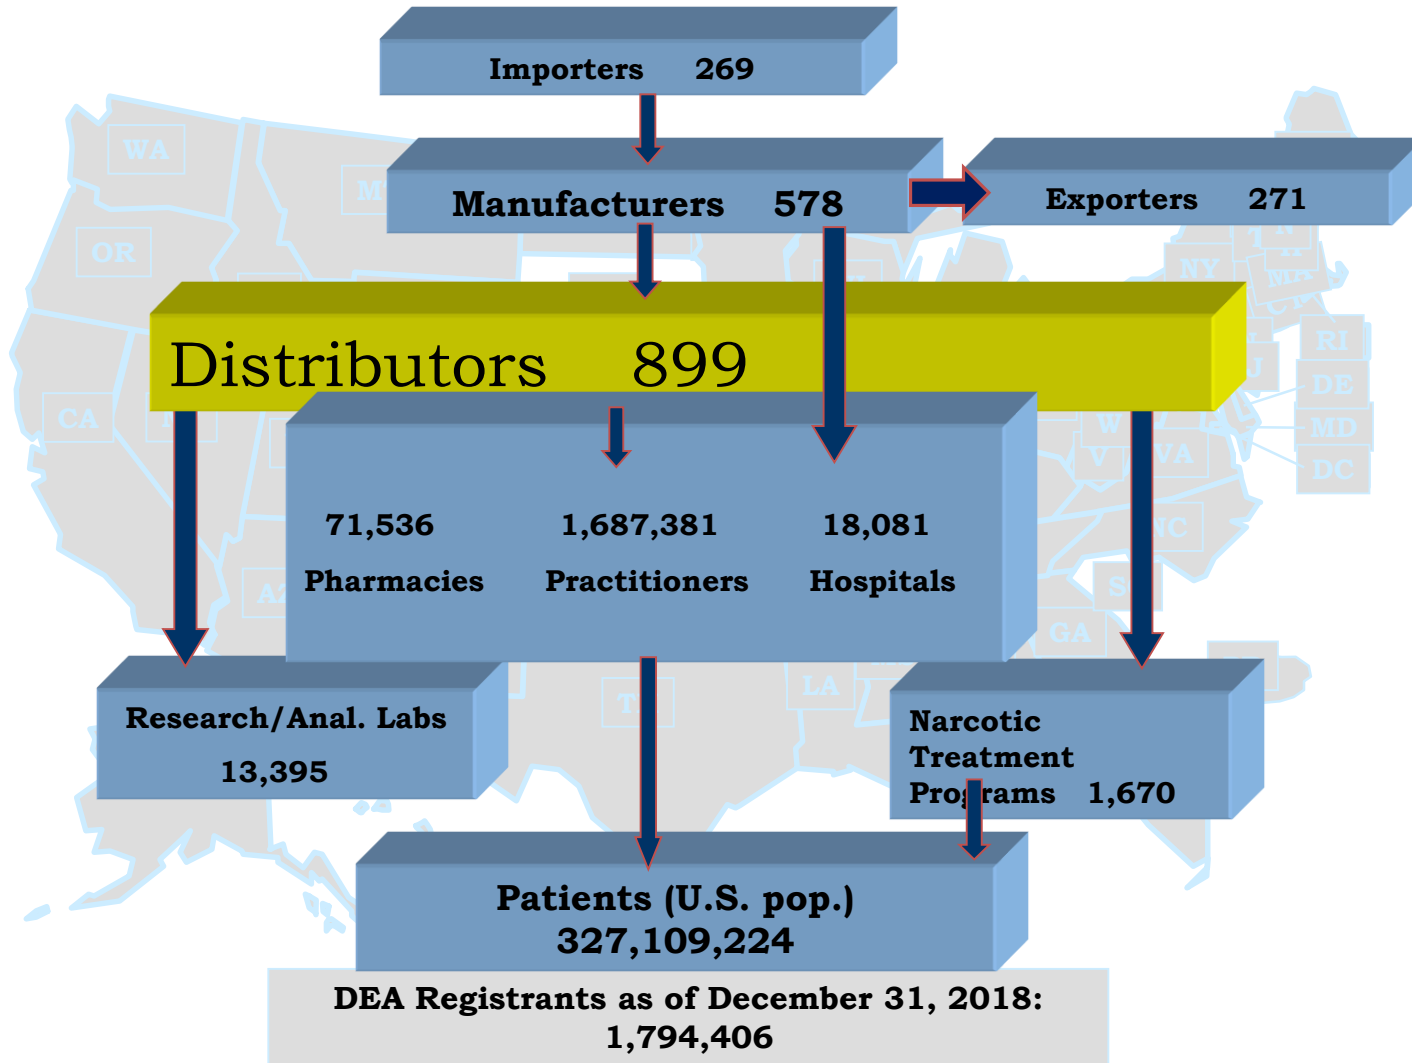 Importers 269
Manufacturers 578
Exporters 271
Distributors 899
71,536 1,687,381 18,081
Pharmacies Practitioners Hospitals
Research/Anal. Labs
13,395
Narcotic
Treatment
Programs 1,670
Patients (U.S. pop.)
327,109,224
DEA Registrants as of December 31, 2018:
1,794,406
WA
OR
CA
NY
MA
RI
DE
MD
DC
VA
NC
GA
LA